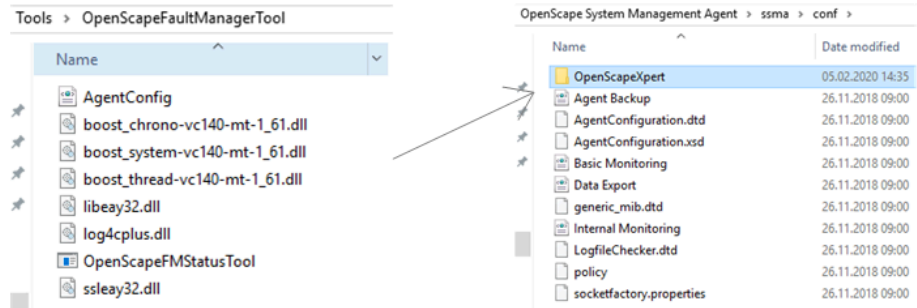 Tools > OpenScapeFaultManagerTool
Name
AgentConfig
boost_chrono-vc140-mt-1_61.dll
boost_system-vc140-mt-1_61.dll
boost_thread-vc140-mt-1_61.dll
libeay32.dll
log4cplus.dll
OpenScapeFMStatusTool
ssleay32.dll
OpenScape System Management Agent > ssma > conf >
Name Date modified
OpenScapeXpert 05.02.2020 14:35
Agent Backup 26.11.2018 09:00
AgentConfiguration.dtd 26.11.2018 09:00
AgentConfiguration.xsd 26.11.2018 09:00
Basic Monitoring 26.11.2018 09:00
Data Export 26.11.2018 09:00
generic_mib.dtd 26.11.2018 09:00
Internal Monitoring 26.11.2018 09:00
LogfileChecker.dtd 26.11.2018 09:00
policy 26.11.2018 09:00
socketfactory.properties 26.11.2018 09:00